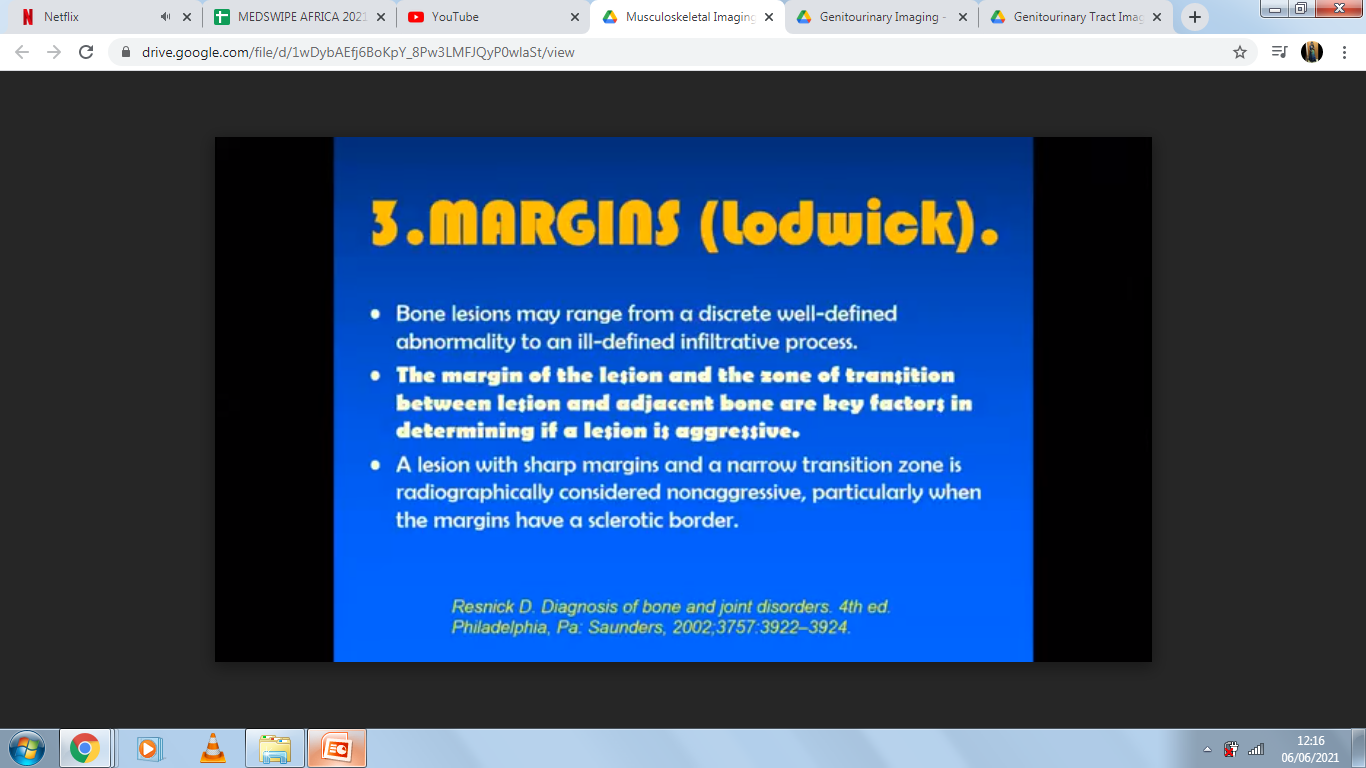 Netflix
MEDSWIPE AFRICA 2021
YouTube
Musculoskeletal Imaging
Genitourinary Imaging -
Genitourinary Tract Imag
drive.google.com/file/d/1wDybAEfj6BoKpY_8Pw3LMFJQyP0wlaSt/view
3.MARGINS (Lodwick).
• Bone lesions may range from a discrete well-defined
abnormality to an ill-defined infiltrative process.
• The margin of the lesion and the zone of transition
between lesion and adjacent bone are key factors in
determining if a lesion is aggressive.
• A lesion with sharp margins and a narrow transition zone is
radiographically considered nonaggressive, particularly when
the margins have a sclerotic border.
Resnick D. Diagnosis of bone and joint disorders. 4th ed.
Philadelphia, Pa: Saunders, 2002;3757:3922–3924.
12:16
06/06/2021